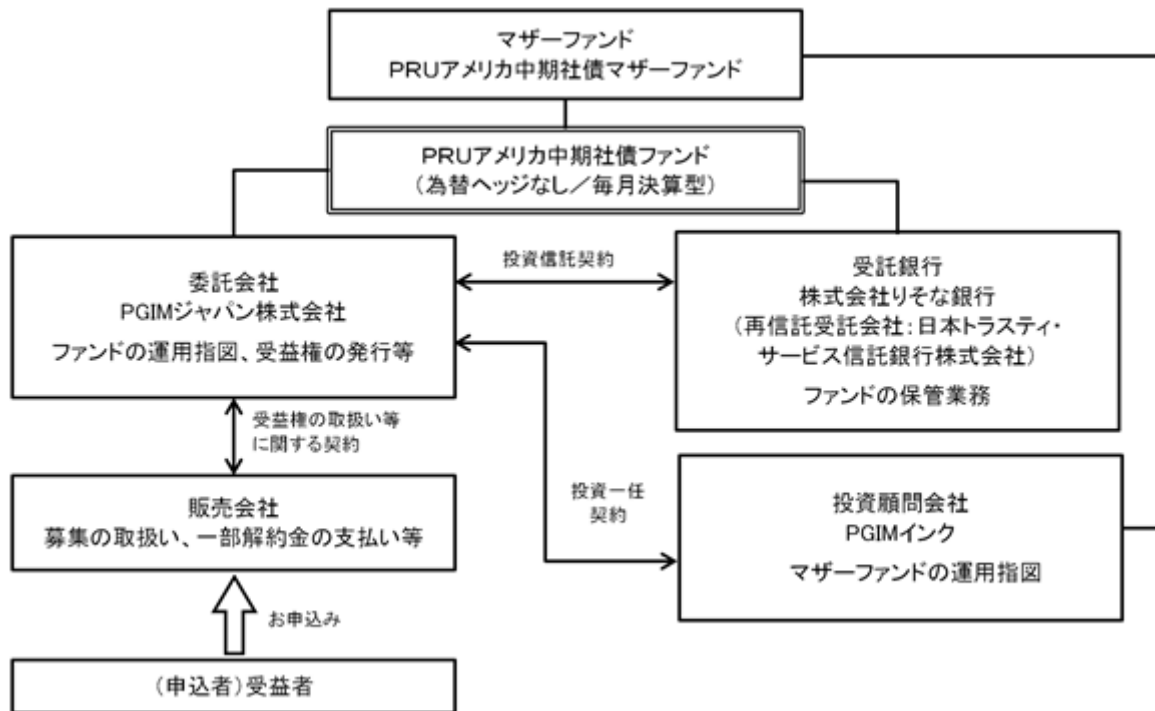 マザーファンド
PRUアメリカ中期社債マザーファンド
PRUアメリカ中期社債ファンド
(為替ヘッジなし/毎月決算型)
委託会社
PGIMジャパン株式会社
ファンドの運用指図、受益権の発行等
投資信託契約
受託銀行
株式会社りそな銀行
(再信託受託会社:日本トラスティ・
サービス信託銀行株式会社)
ファンドの保管業務
受益権の取扱い等
に関する契約
投資一任
契約
販売会社
募集の取扱い、一部解約金の支払い等
投資顧問会社
PGIMインク
マザーファンドの運用指図
お申込み
(申込者)受益者